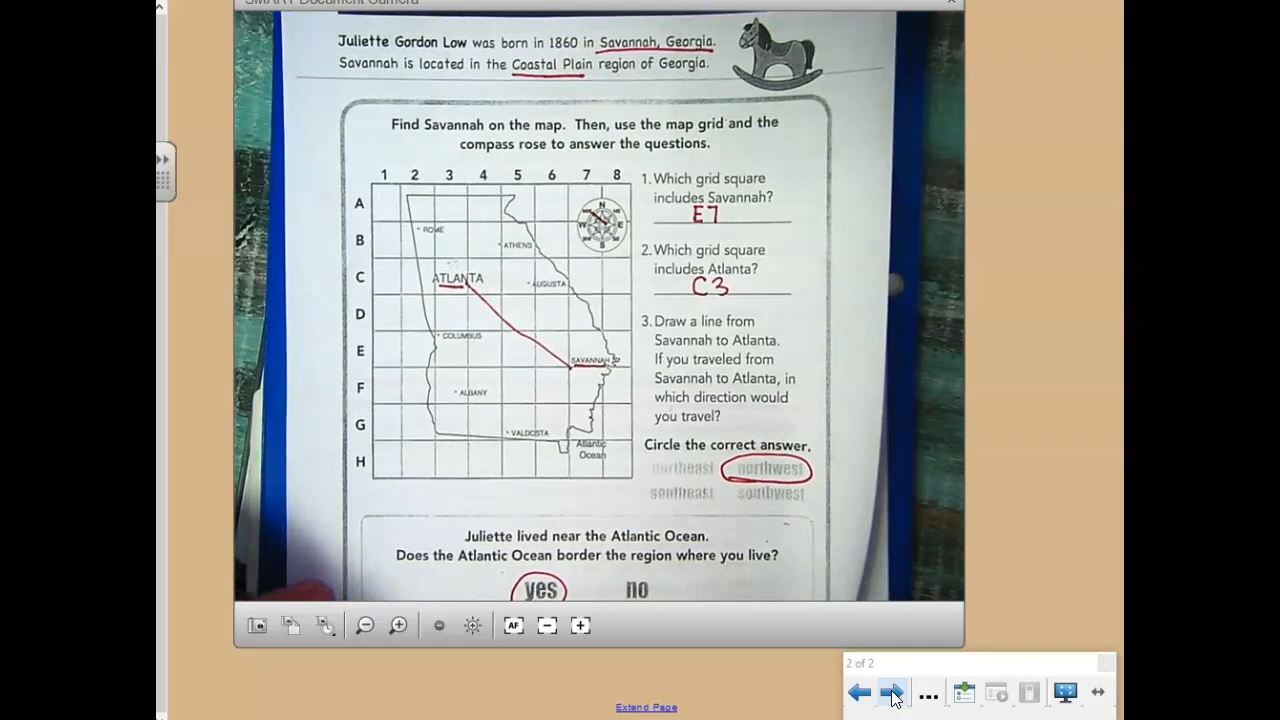 SMART Document Camera
Juliette Gordon Low was born in 1860 in Savannah, Georgia.
Savannah is located in the Coastal Plain region of Georgia.
Find Savannah on the map. Then, use the map grid and the
compass rose to answer the questions.
1 2 3 4 5 6 7 8
A
B
C
D
E
F
G
H
N
W E
S
ROME
ATHENS
ATLANTA
AUGUSTA
COLUMBUS
SAVANNAH
ALBANY
VALDOSTA
Atlantic
Ocean
1. Which grid square
includes Savannah?
E7
2. Which grid square
includes Atlanta?
C3
3. Draw a line from
Savannah to Atlanta.
If you traveled from
Savannah to Atlanta, in
which direction would
you travel?
Circle the correct answer.
northeast northwest
southeast southwest
Juliette lived near the Atlantic Ocean.
Does the Atlantic Ocean border the region where you live?
yes no
AF
2 of 2
Extend Page